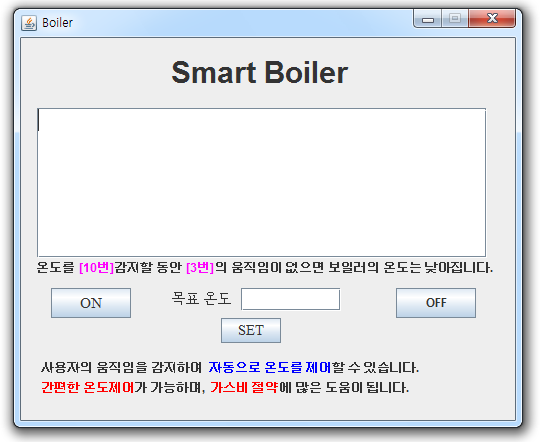 Boiler
Smart Boiler
온도를 [10번]감지할 동안 [3번]의 움직임이 없으면 보일러의 온도는 낮아집니다.
ON 목표 온도 OFF
SET
사용자의 움직임을 감지하여 자동으로 온도를 제어할 수 있습니다.
간편한 온도제어가 가능하며, 가스비 절약에 많은 도움이 됩니다.